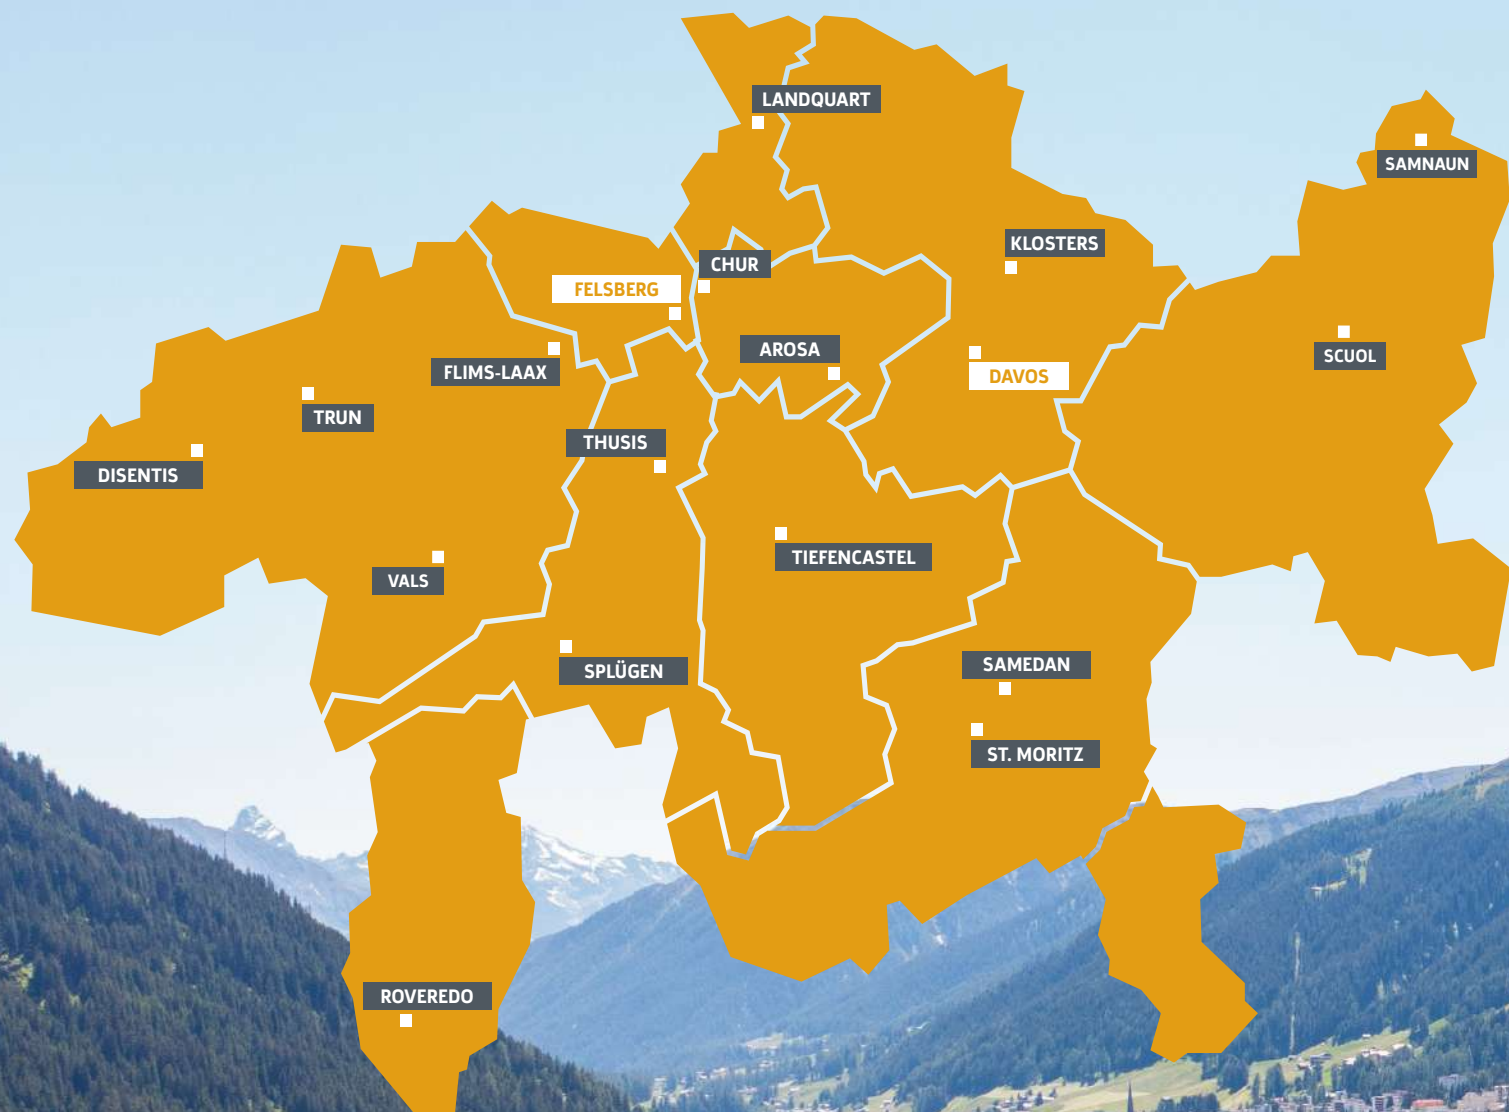 LANDQUART
SAMNAUN
KLOSTERS
CHUR
FELSBERG
AROSA
SCUOL
FLIMS-LAAX
DAVOS
TRUN
THUSIS
DISENTIS
TIEFENCASTEL
VALS
SAMEDAN
SPLÜGEN
ST. MORITZ
ROVEREDO